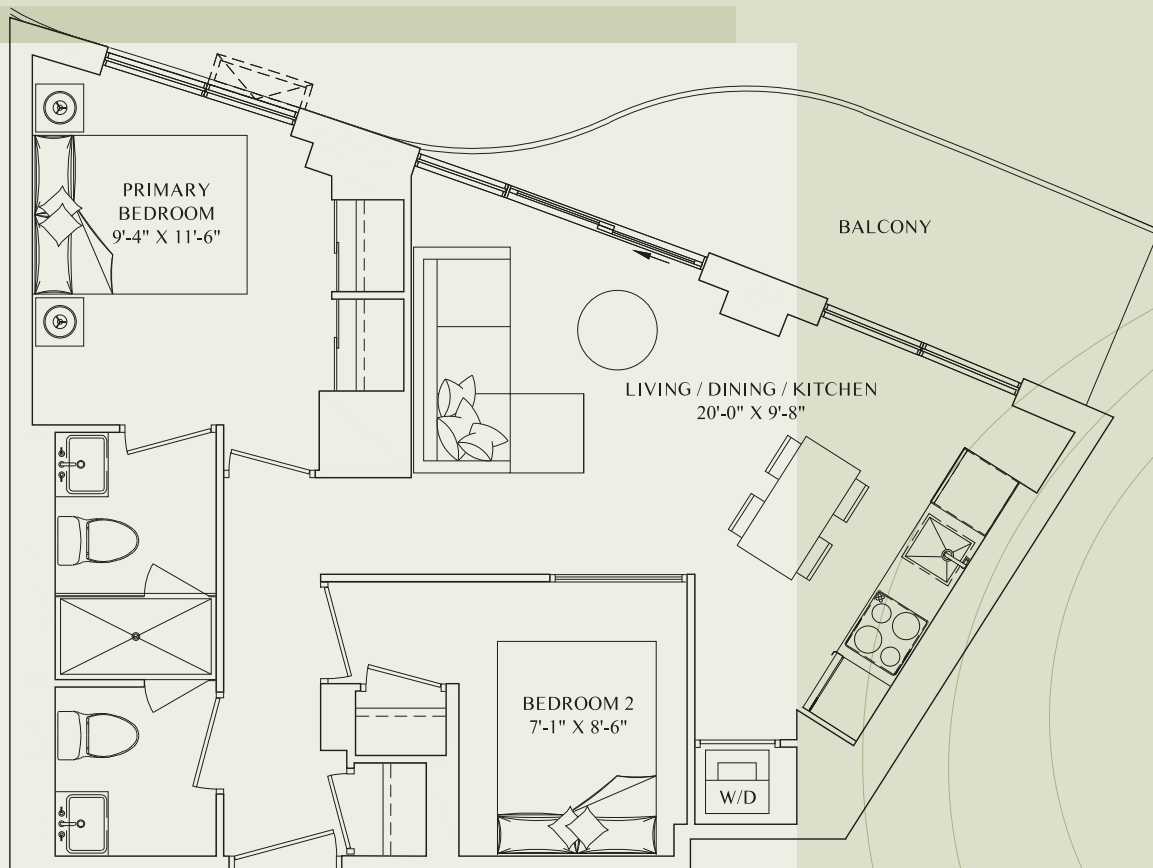 PRIMARY
BEDROOM
9'-4" X 11'-6"
BALCONY
LIVING / DINING / KITCHEN
20'-0" X 9'-8"
BEDROOM 2
7'-1" X 8'-6"
W/D